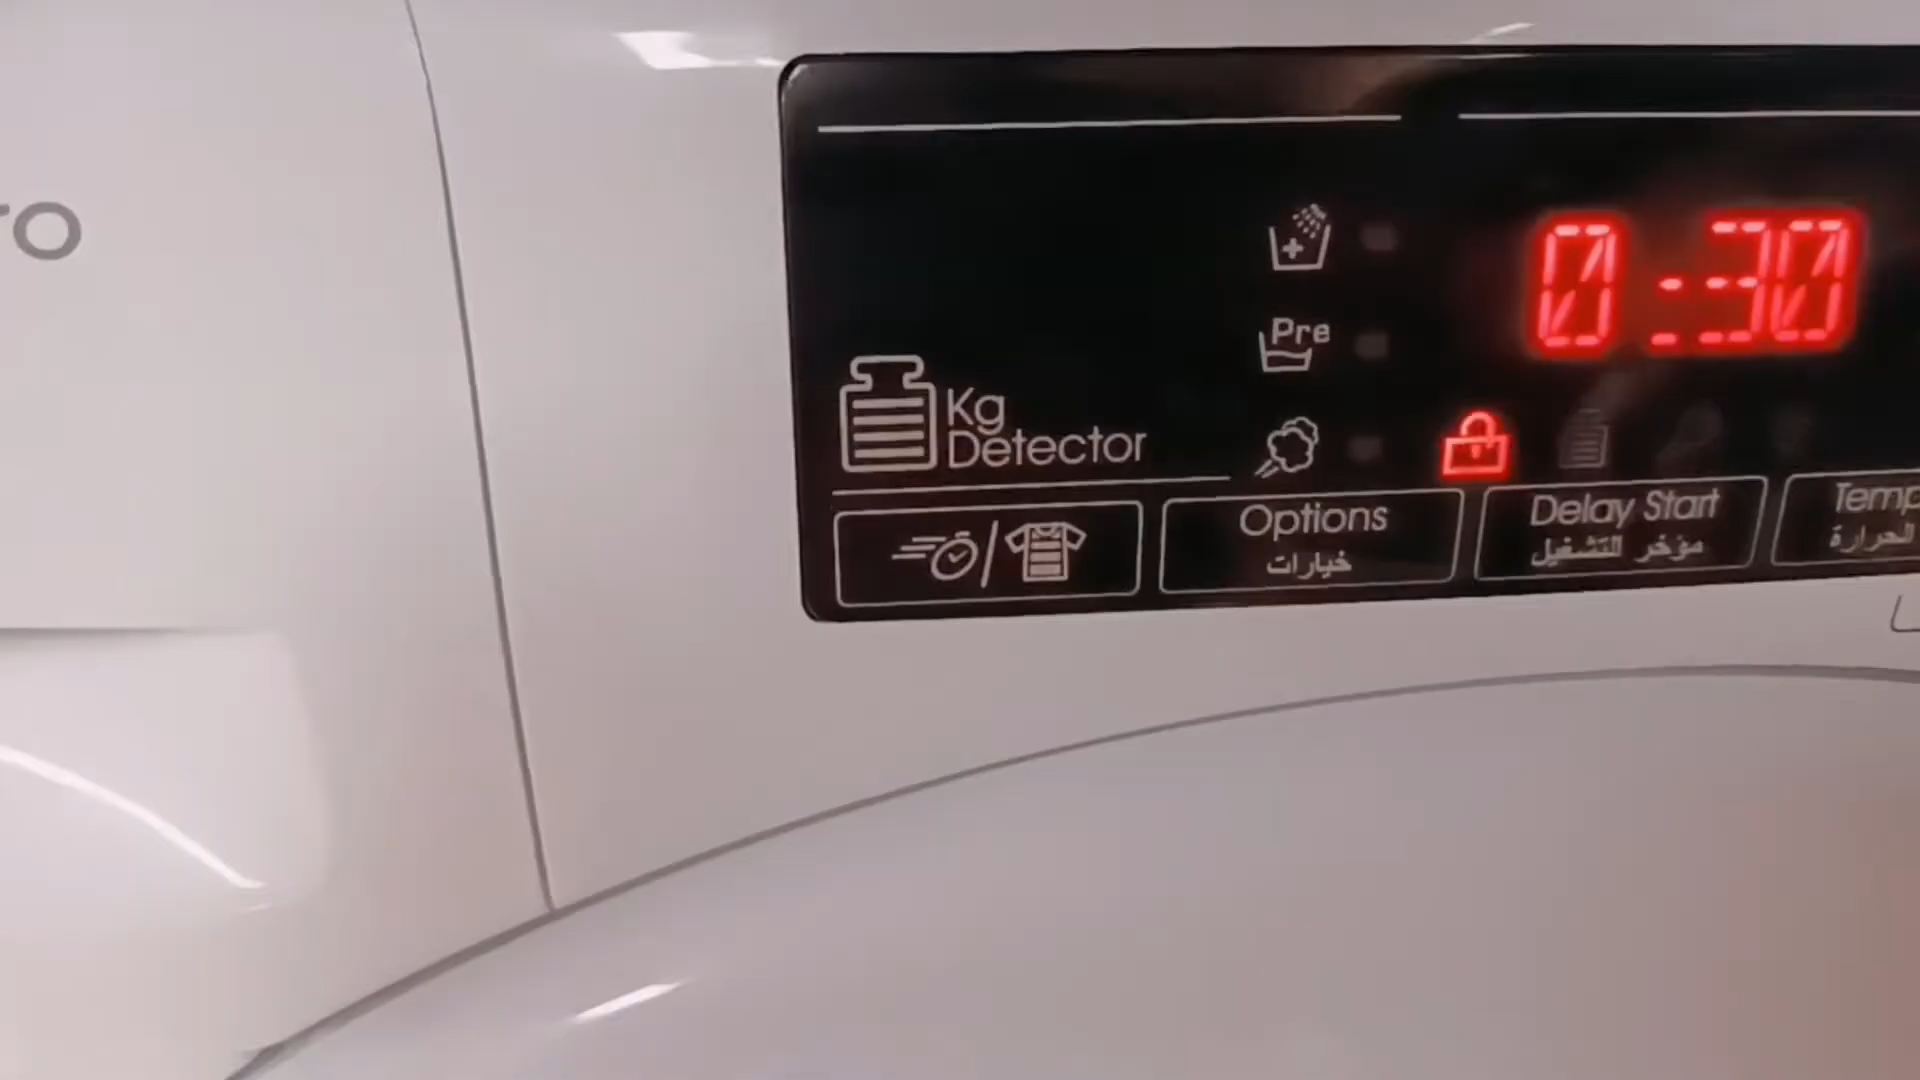 ro
0:30
Pre
Kg
Detector
Options
خيارات
Delay Start
مؤخر التشغيل
Temp
الحرارة